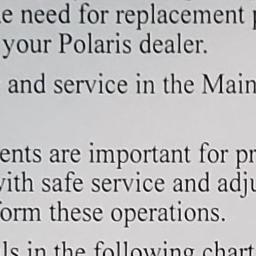 e need for replacement
your Polaris dealer.
and service in the Main
ents are important for pr
with safe service and adju
orm these operations.
ls in the following chart